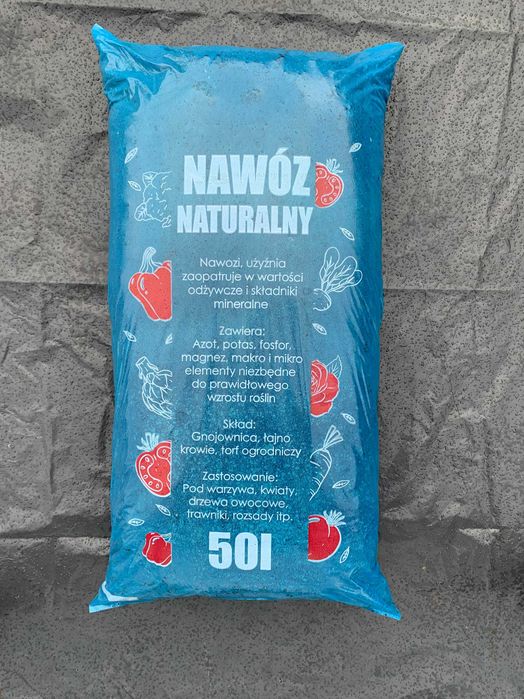 NAWÓZ
NATURALNY
Nawozi, użyźnia
zaopatruje w wartości
odżywcze i składniki
mineralne
Zawiera:
Azot, potas, fosfor,
magnez, makro i mikro
elementy niezbędne
do prawidłowego
wzrostu roślin
Skład:
Gnojownica, łajno
krowie, torf ogrodniczy
Zastosowanie:
Pod warzywa, kwiaty,
drzewa owocowe,
trawniki, rozsady itp.
50l